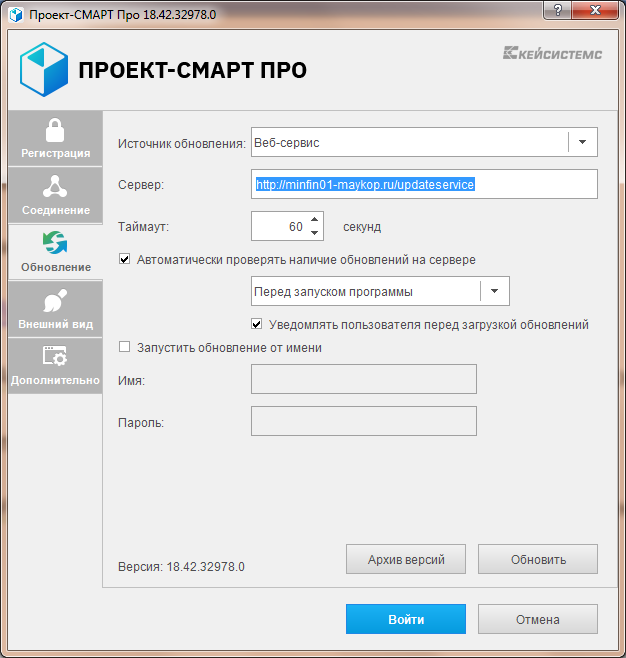 Проект-СМАРТ Про 18.42.32978.0
ПРОЕКТ-СМАРТ ПРО
КЕЙСИСТЕМС
Регистрация
Соединение
Обновление
Внешний вид
Дополнительно
Источник обновления: Веб-сервис
Сервер: http://minfin01-maykop.ru/updateservice
Таймаут: 60 секунд
Автоматически проверять наличие обновлений на сервере
Перед запуском программы
Уведомлять пользователя перед загрузкой обновлений
Запустить обновление от имени
Имя:
Пароль:
Версия: 18.42.32978.0 Архив версий Обновить
Войти Отмена